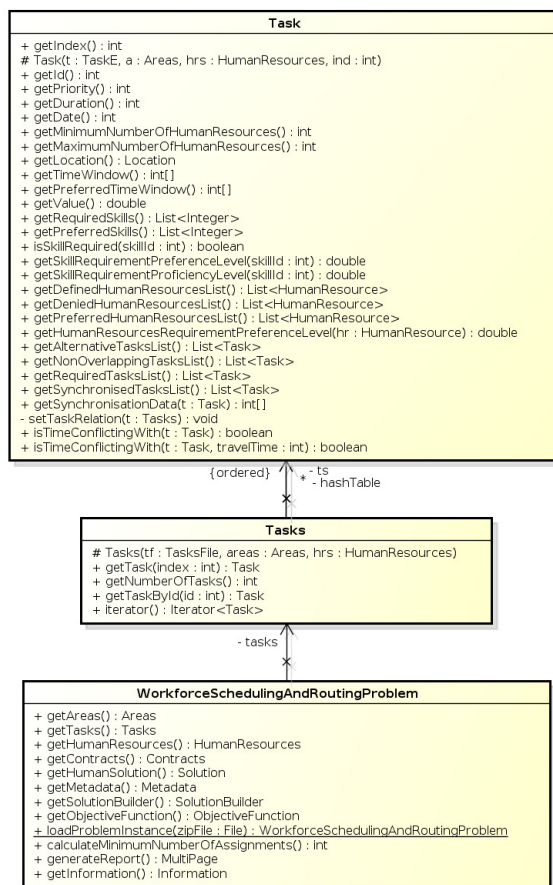 Task
+ getIndex() : int
# Task(t : TaskE, a : Areas, hrs : HumanResources, ind : int)
+ getId() : int
+ getPriority() : int
+ getDuration() : int
+ getDate() : int
+ getMinimumNumberOfHumanResources() : int
+ getMaximumNumberOfHumanResources() : int
+ getLocation() : Location
+ getTimeWindow() : int[]
+ getPreferredTimeWindow() : int[]
+ getValue() : double
+ getRequiredSkills() : List<Integer>
+ getPreferredSkills() : List<Integer>
+ isSkillRequired(skillId : int) : boolean
+ getSkillRequirementPreferenceLevel(skillId : int) : double
+ getSkillRequirementProficiencyLevel(skillId : int) : double
+ getDefinedHumanResourcesList() : List<HumanResource>
+ getDeniedHumanResourcesList() : List<HumanResource>
+ getPreferredHumanResourcesList() : List<HumanResource>
+ getHumanResourcesRequirementPreferenceLevel(hr : HumanResource) : double
+ getAlternativeTasksList() : List<Task>
+ getNonOverlappingTasksList() : List<Task>
+ getRequiredTasksList() : List<Task>
+ getSynchronisedTasksList() : List<Task>
+ getSynchronisationData(t : Task) : int[]
- setTaskRelation(t : Tasks) : void
+ isTimeConflictingWith(t : Task) : boolean
+ isTimeConflictingWith(t : Task, travelTime : int) : boolean
{ordered} - ts
* - hashTable
Tasks
# Tasks(tf : TasksFile, areas : Areas, hrs : HumanResources)
+ getTask(index : int) : Task
+ getNumberOfTasks() : int
+ getTaskById(id : int) : Task
+ iterator() : Iterator<Task>
- tasks
WorkforceSchedulingAndRoutingProblem
+ getAreas() : Areas
+ getTasks() : Tasks
+ getHumanResources() : HumanResources
+ getContracts() : Contracts
+ getHumanSolution() : Solution
+ getMetadata() : Metadata
+ getSolutionBuilder() : SolutionBuilder
+ getObjectiveFunction() : ObjectiveFunction
+ loadProblemInstance(zipFile : File) : WorkforceSchedulingAndRoutingProblem
+ calculateMinimumNumberOfAssignments() : int
+ generateReport() : MultiPage
+ getInformation() : Information